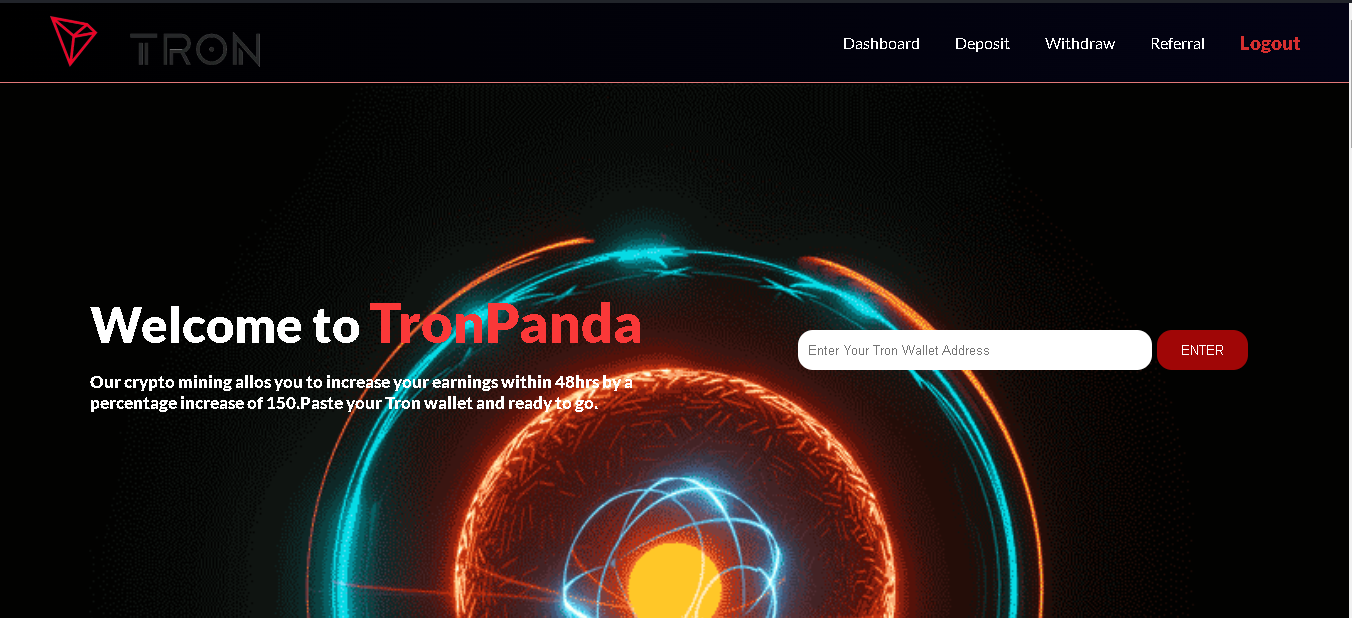 TRON
Dashboard Deposit Withdraw Referral Logout
Welcome to TronPanda
Our crypto mining allos you to increase your earnings within 48hrs by a
percentage increase of 150.Paste your Tron wallet and ready to go.
Enter Your Tron Wallet Address ENTER